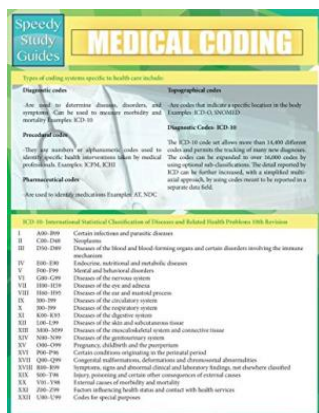 Speedy
Study
Guides
MEDICAL CODING
Types of coding systems specific to health care include:
Diagnostic codes
-Are used to determine diseases, disorders, and
symptoms. Can be used to measure morbidity and
mortality Examples: ICD-10
Procedural codes
-They are numbers or alphanumeric codes used to
identify specific health interventions taken by medical
professionals. Examples: ICPM, ICHI
Pharmaceutical codes
-Are used to identify medications Examples: AT, NDC
Topographical codes
-Are codes that indicate a specific location in the body
Examples: ICD-O, SNOMED
Diagnostic Codes- ICD-10
The ICD-10 code set allows more than 14,400 different
codes and permits the tracking of many new diagnoses.
The codes can be expanded to over 16,000 codes by
using optional sub-classifications. The detail reported by
ICD can be further increased, with a simplified multi-
axial approach, by using codes meant to be reported in a
separate data field.
ICD-10- International Statistical Classification of Diseases and Related Health Problems 10th Revision
I A00–B99 Certain infectious and parasitic diseases
II C00–D48 Neoplasms
III D50–D89 Diseases of the blood and blood-forming organs and certain disorders involving the immune
mechanism
IV E00–E90 Endocrine, nutritional and metabolic diseases
V F00–F99 Mental and behavioral disorders
VI G00–G99 Diseases of the nervous system
VII H00–H59 Diseases of the eye and adnexa
VIII H60–H95 Diseases of the ear and mastoid process
IX I00–I99 Diseases of the circulatory system
X J00–J99 Diseases of the respiratory system
XI K00–K93 Diseases of the digestive system
XII L00–L99 Diseases of the skin and subcutaneous tissue
XIII M00–M99 Diseases of the musculoskeletal system and connective tissue
XIV N00–N99 Diseases of the genitourinary system
XV O00–O99 Pregnancy, childbirth and the puerperium
XVI P00–P96 Certain conditions originating in the perinatal period
XVII Q00–Q99 Congenital malformations, deformations and chromosomal abnormalities
XVIII R00–R99 Symptoms, signs and abnormal clinical and laboratory findings, not elsewhere classified
XIX S00–T98 Injury, poisoning and certain other consequences of external causes
XX V01–Y98 External causes of morbidity and mortality
XXI Z00–Z99 Factors influencing health status and contact with health services
XXII U00–U99 Codes for special purposes